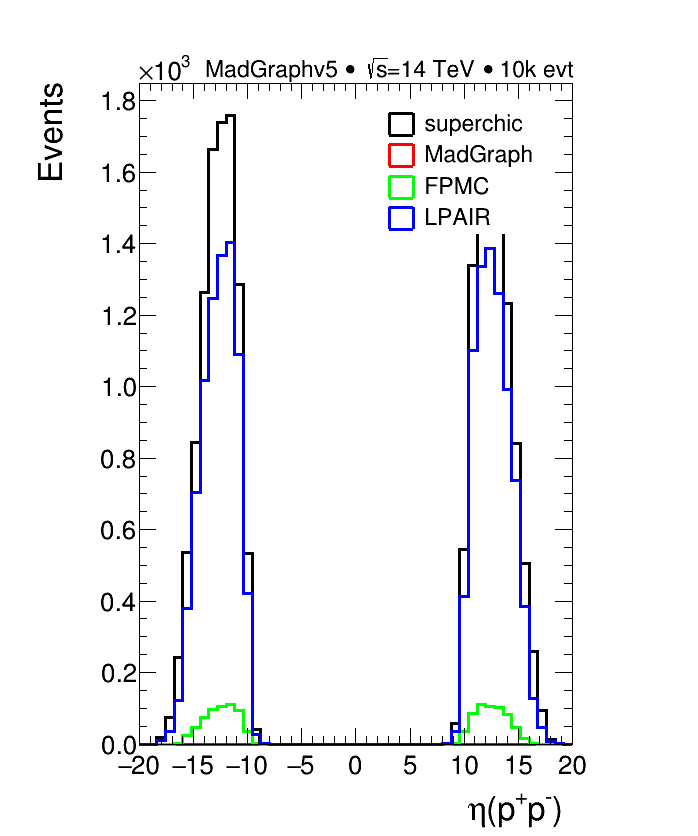 ×10³ MadGraphv5 • √s=14 TeV • 10k evt
Events
1.8
1.6
1.4
1.2
1.0
0.8
0.6
0.4
0.2
0.0
superchic
MadGraph
FPMC
LPAIR
−20 −15 −10 −5 0 5 10 15 20
η(p⁺p⁻)